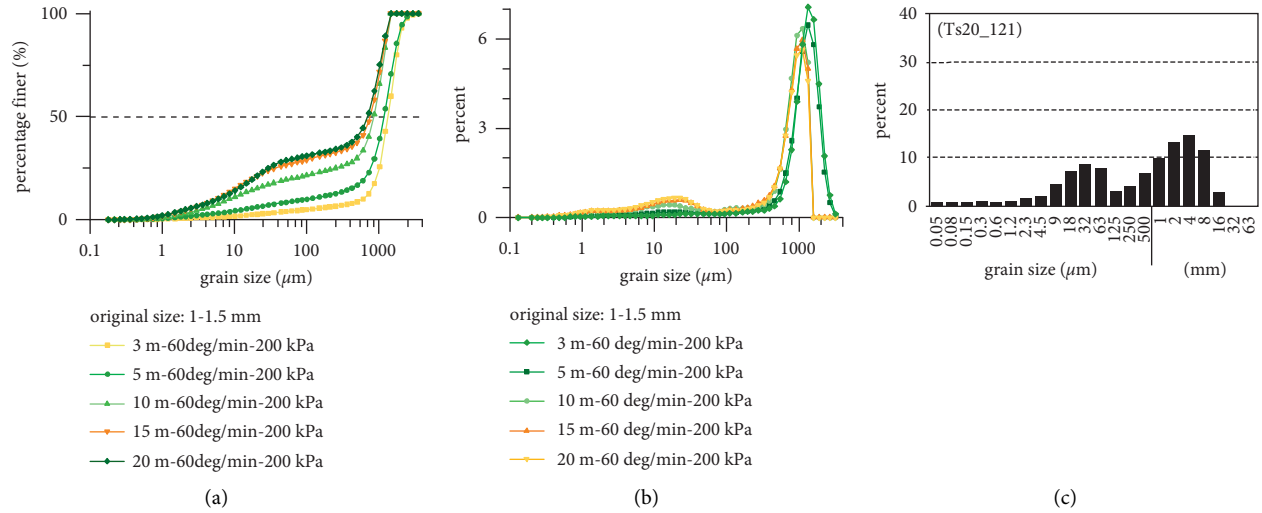 100
50
0
percentage finer (%)
0.1
1
10
100
1000
grain size (μm)
original size: 1-1.5 mm
3 m-60deg/min-200 kPa
5 m-60deg/min-200 kPa
10 m-60deg/min-200 kPa
15 m-60deg/min-200 kPa
20 m-60deg/min-200 kPa
(a)
6
3
0
percent
0.1
1
10
100
1000
grain size (μm)
original size: 1-1.5 mm
3 m-60 deg/min-200 kPa
5 m-60 deg/min-200 kPa
10 m-60 deg/min-200 kPa
15 m-60 deg/min-200 kPa
20 m-60 deg/min-200 kPa
(b)
(Ts20_121)
40
30
20
10
0
percent
0.05
0.08
0.15
0.3
0.6
1.2
2.3
4.5
9
18
32
63
125
250
500
1
2
4
8
16
32
63
grain size (μm)
(mm)
(c)